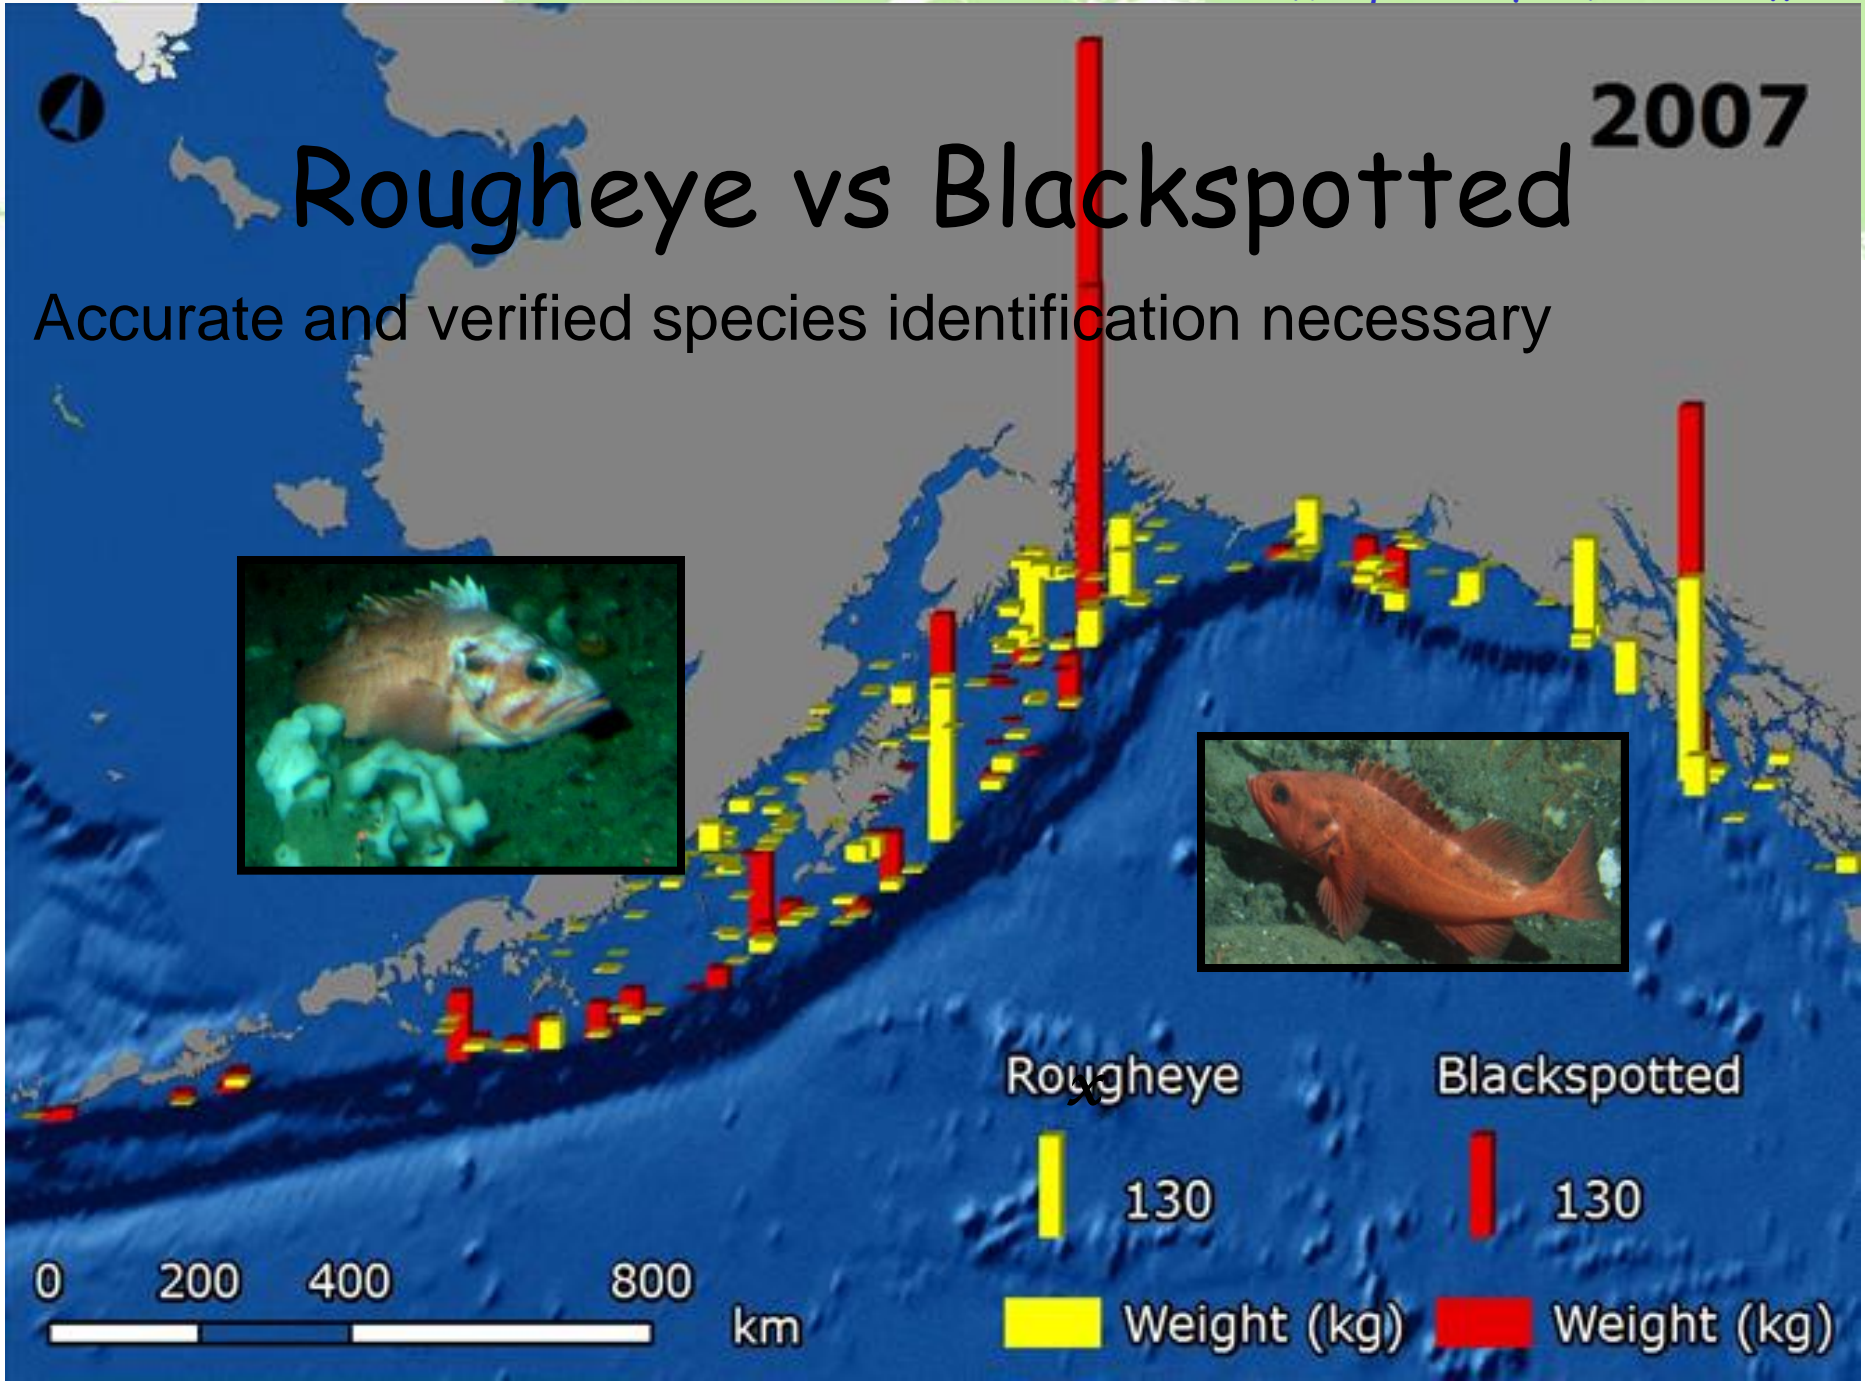 2007
Rougheye vs Blackspotted
Accurate and verified species identification necessary
Rougheye Blackspotted
x
130 130
0 200 400 800
km
Weight (kg) Weight (kg)